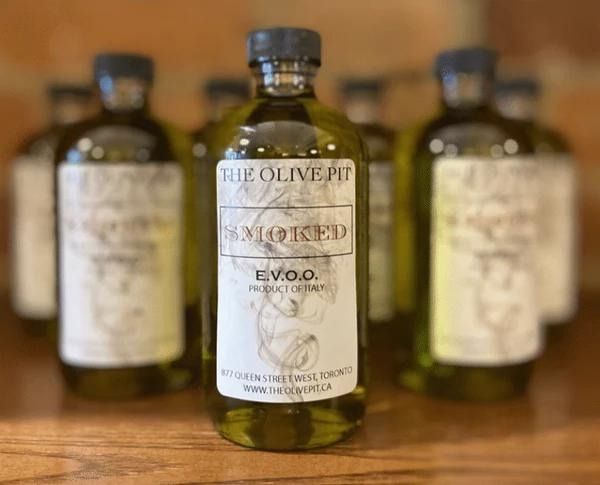 THE OLIVE PIT
SMOKED
E.V.O.O.
PRODUCT OF ITALY
877 QUEEN STREET WEST, TORONTO
WWW.THEOLIVEPIT.CA